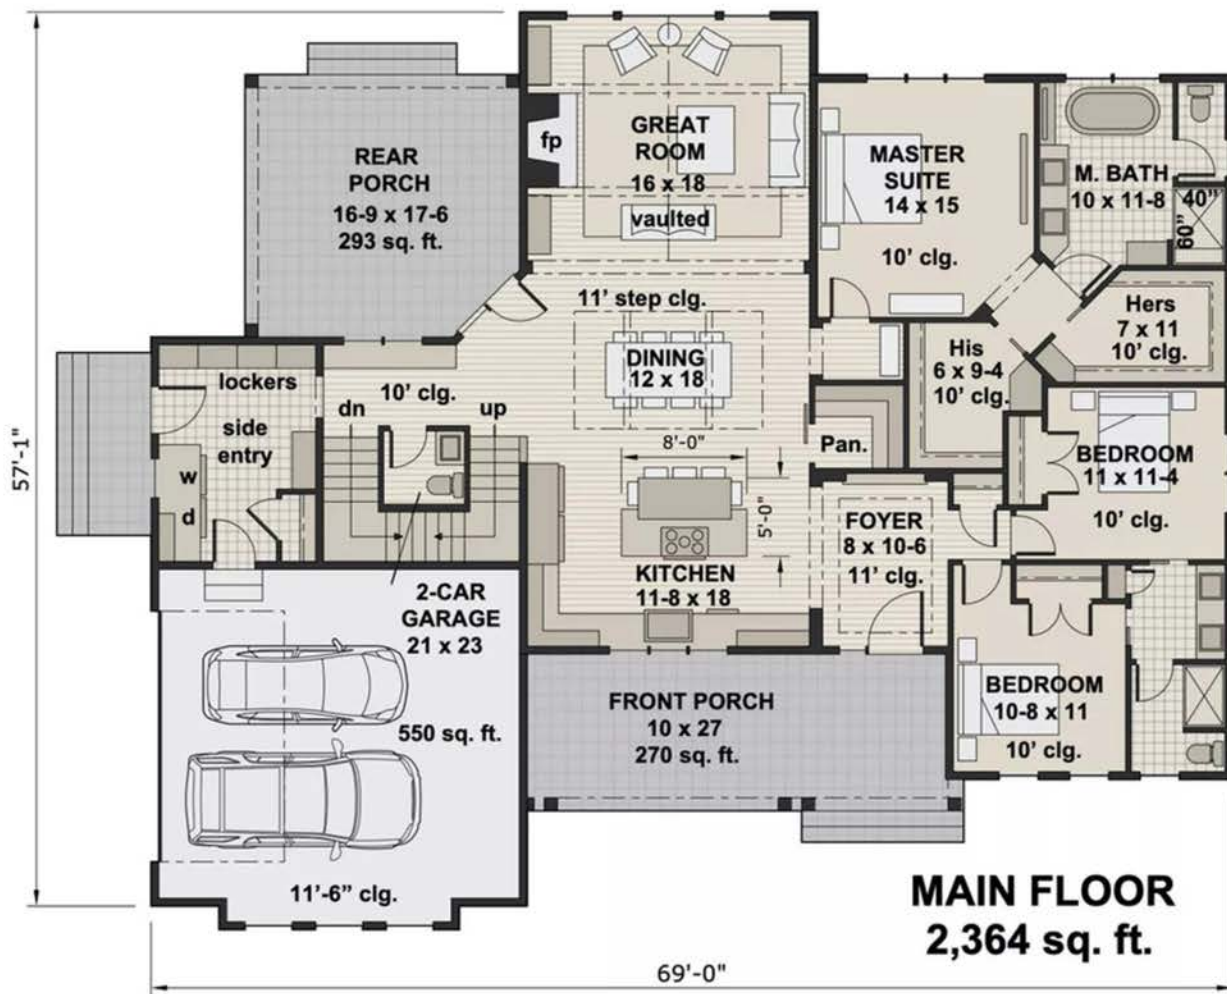 GREAT
ROOM
16 x 18
vaulted
fp
REAR
PORCH
16-9 x 17-6
293 sq. ft.
MASTER
SUITE
14 x 15
10' clg.
M. BATH
10 x 11-8
40"
60"
11' step clg.
DINING
12 x 18
Hers
7 x 11
10' clg.
His
6 x 9-4
10' clg.
lockers
side
entry
w
d
10' clg.
dn
up
8'-0"
5'-0"
Pan.
BEDROOM
11 x 11-4
10' clg.
FOYER
8 x 10-6
11' clg.
KITCHEN
11-8 x 18
2-CAR
GARAGE
21 x 23
550 sq. ft.
11'-6” clg.
FRONT PORCH
10 x 27
270 sq. ft.
BEDROOM
10-8 x 11
10' clg.
57'-1"
MAIN FLOOR
2,364 sq. ft.
69'-0"